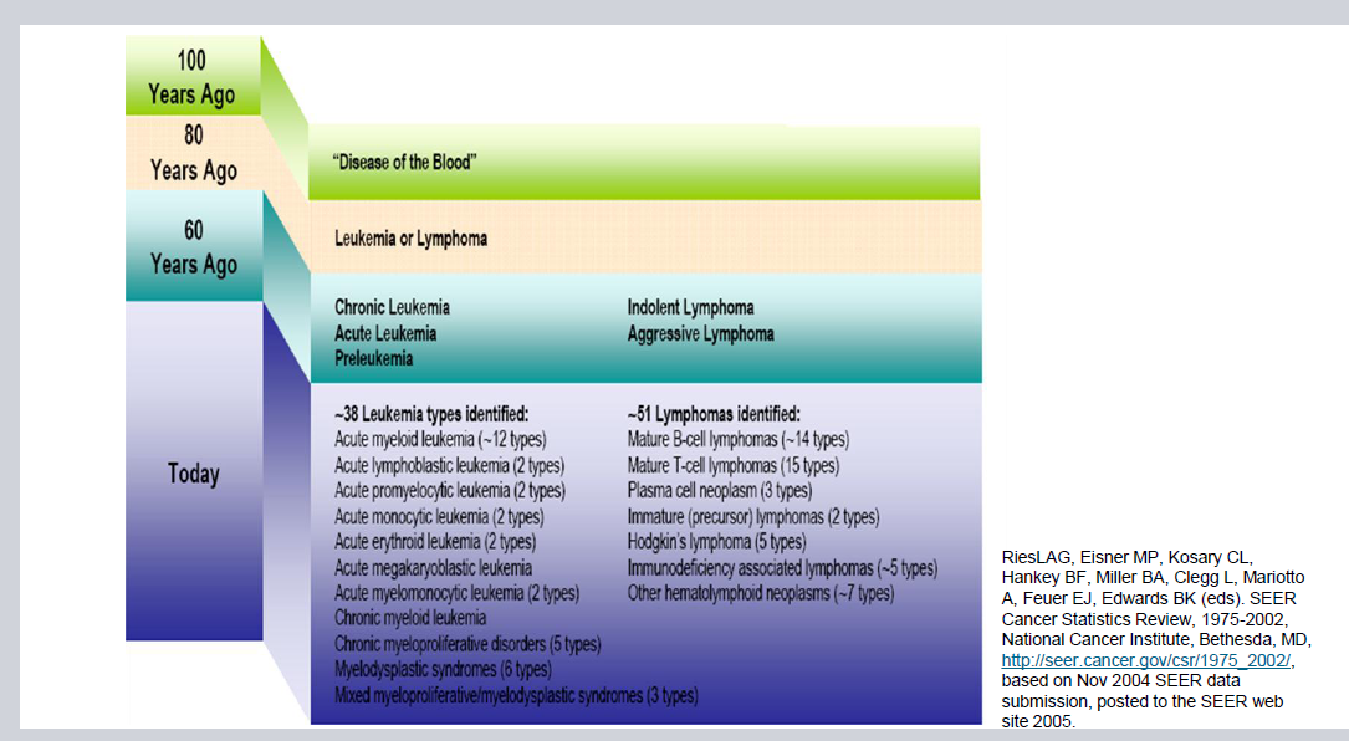 100
Years Ago
80
Years Ago
60
Years Ago
Today
“Disease of the Blood”
Leukemia or Lymphoma
Chronic Leukemia
Acute Leukemia
Preleukemia
Indolent Lymphoma
Aggressive Lymphoma
~38 Leukemia types identified:
Acute myeloid leukemia (~12 types)
Acute lymphoblastic leukemia (2 types)
Acute promyelocytic leukemia (2 types)
Acute monocytic leukemia (2 types)
Acute erythroid leukemia (2 types)
Acute megakaryoblastic leukemia
Acute myelomonocytic leukemia (2 types)
Chronic myeloid leukemia
Chronic myeloproliferative disorders (5 types)
Myelodysplastic syndromes (6 types)
Mixed myeloproliferative/myelodysplastic syndromes (3 types)
~51 Lymphomas identified:
Mature B-cell lymphomas (~14 types)
Mature T-cell lymphomas (15 types)
Plasma cell neoplasm (3 types)
Immature (precursor) lymphomas (2 types)
Hodgkin’s lymphoma (5 types)
Immunodeficiency associated lymphomas (~5 types)
Other hematolymphoid neoplasms (~7 types)
RiesLAG, Eisner MP, Kosary CL,
Hankey BF, Miller BA, Clegg L, Mariotto
A, Feuer EJ, Edwards BK (eds). SEER
Cancer Statistics Review, 1975-2002,
National Cancer Institute, Bethesda, MD,
http://seer.cancer.gov/csr/1975_2002/,
based on Nov 2004 SEER data
submission, posted to the SEER web
site 2005.